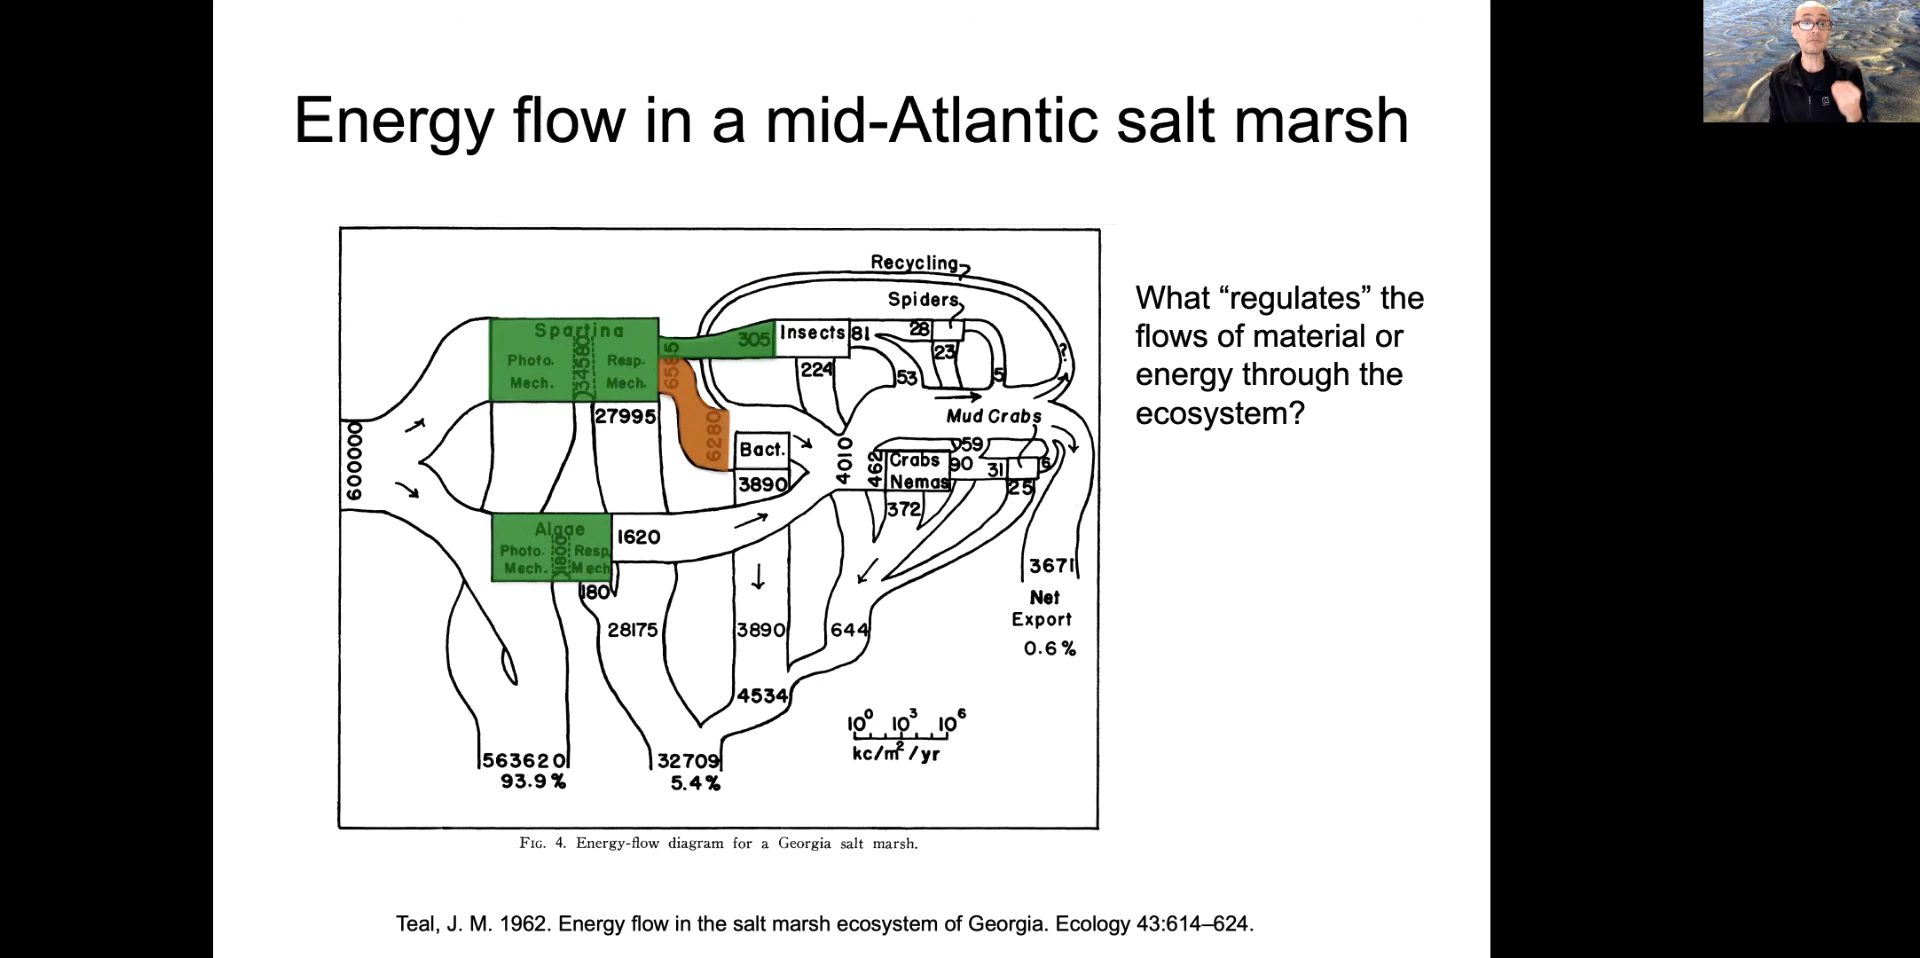 Energy flow in a mid-Atlantic salt marsh
What “regulates” the
flows of material or
energy through the
ecosystem?
Recycling
Spiders
Spartina
Photo. Resp.
Mech. Mech.
34580
27995
6585
305
Insects
81
28
23
224
53
5
?
600000
6280
Bact.
3890
4010
Mud Crabs
462
Crabs
Nemas
59
90
31
6
25
372
Algae
Photo. Resp
Mech. Mech
1800
1620
180
28175
3890
644
3671
Net
Export
0.6%
4534
10⁰ 10³ 10⁶
kc/m²/yr
563620
93.9%
32709
5.4%
Fig. 4. Energy-flow diagram for a Georgia salt marsh.
Teal, J. M. 1962. Energy flow in the salt marsh ecosystem of Georgia. Ecology 43:614–624.